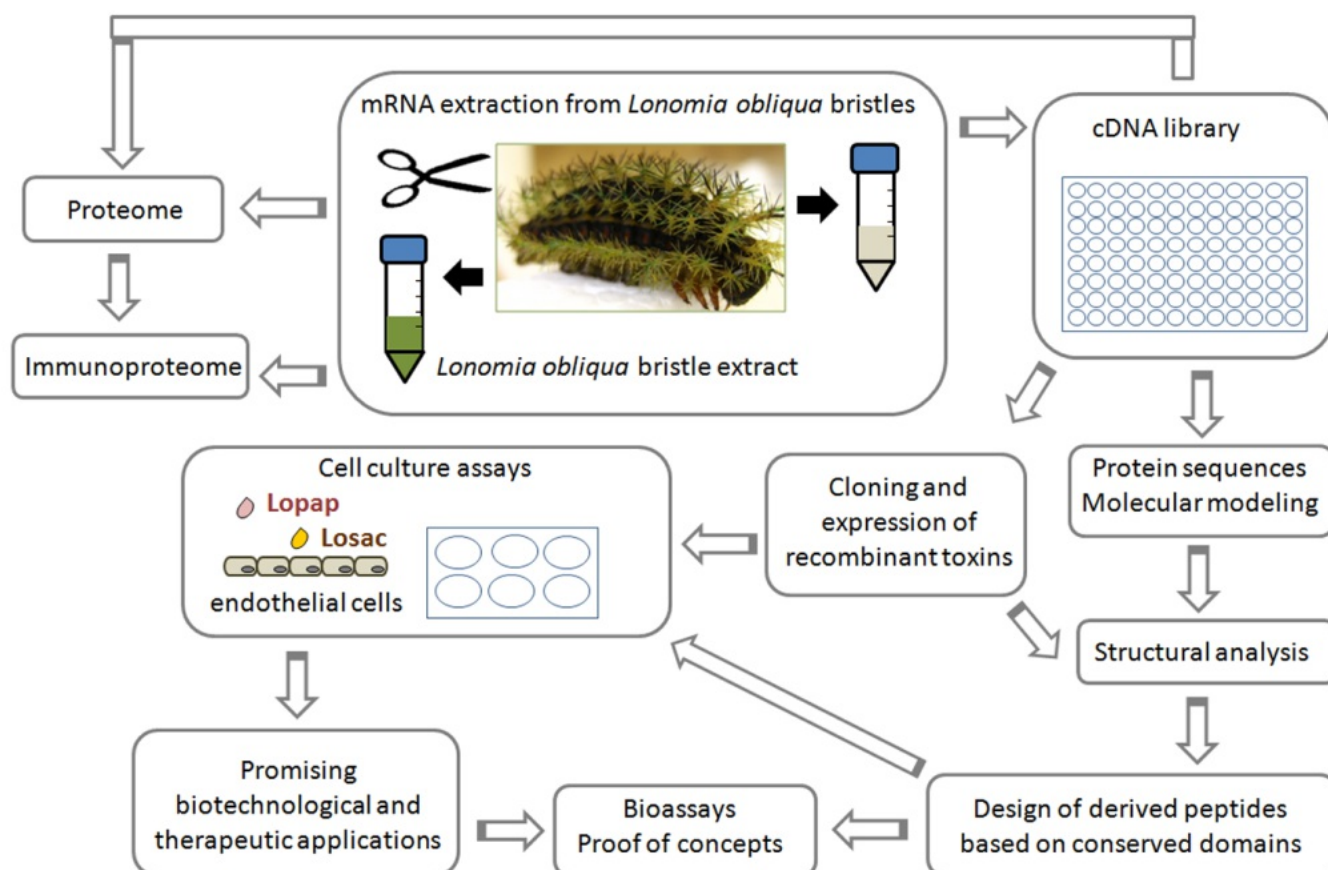 mRNA extraction from Lonomia obliqua bristles
cDNA library
Proteome
Immunoproteome
Lonomia obliqua bristle extract
Cell culture assays
Lopap
Losac
endothelial cells
Cloning and
expression of
recombinant toxins
Protein sequences
Molecular modeling
Structural analysis
Promising
biotechnological and
therapeutic applications
Bioassays
Proof of concepts
Design of derived peptides
based on conserved domains